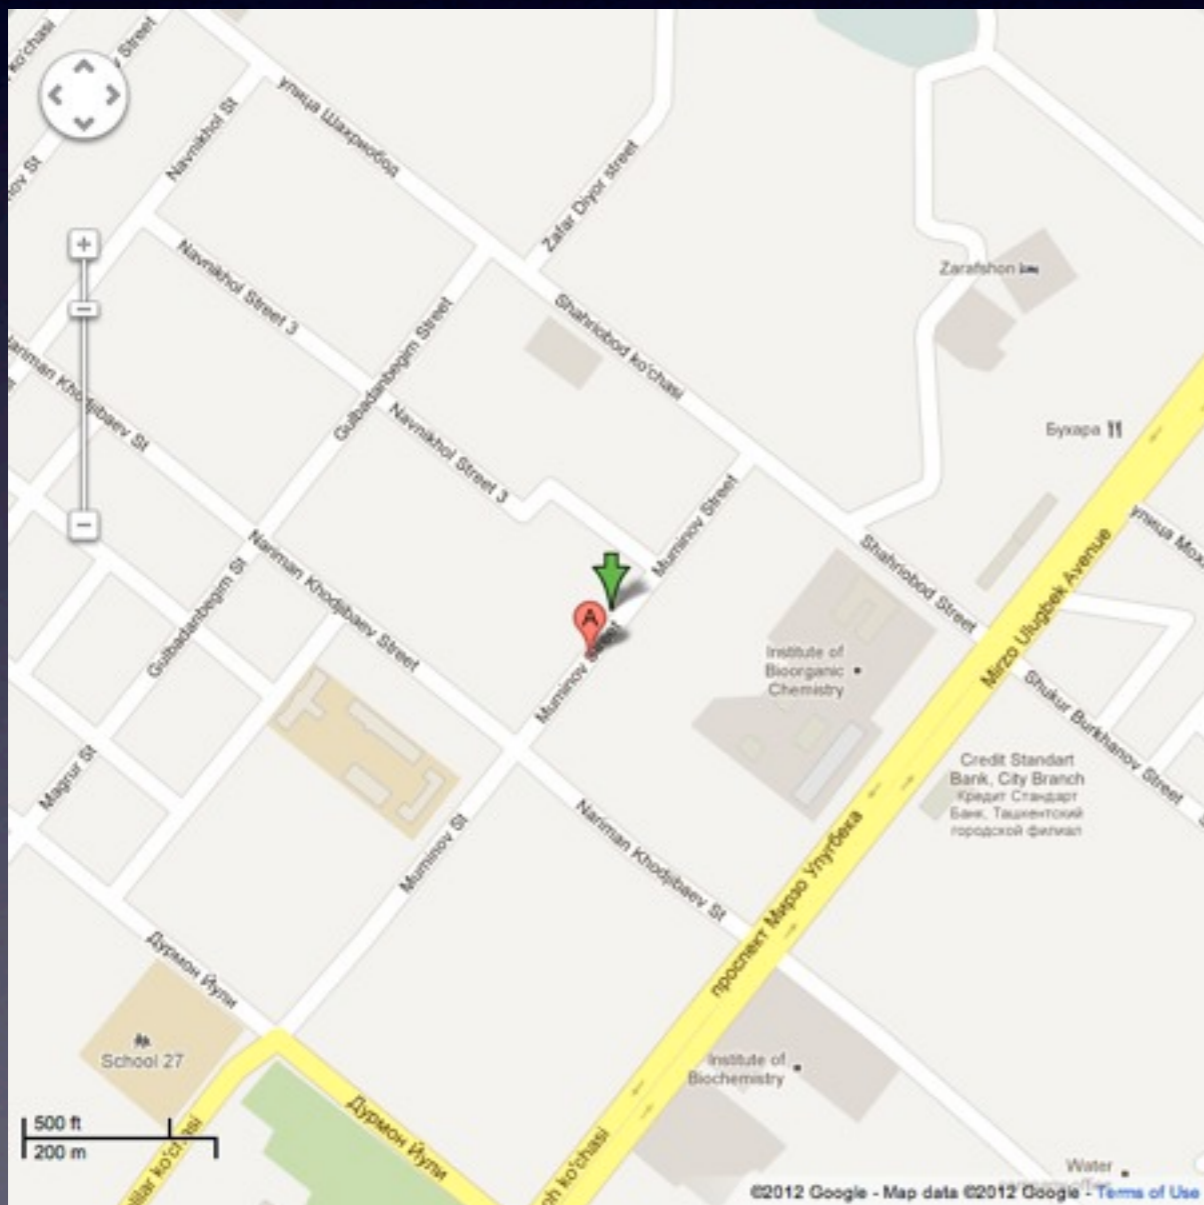 ko'chasi
Street
Navnikhol St
улица Шахриобод
Zafar Diyor street
Navnikhol Street 3
Zarafshon
Shahriobod ko'chasi
Gulbadanbegim Street
Nariman Khodjibaev St
Navnikhol Street 3
Бухара
Muminov Street
улица
Shahriobod Street
Mirzo Ulugbek Avenue
Nariman Khodjibaev Street
Gulbadanbegim St
A
Muminov
Institute of
Bioorganic
Chemistry
Shukur Burkhanov Street
Magrur St
Credit Standart
Bank, City Branch
Кредит Стандарт
Банк, Ташкентский
городской филиал
Muminov St
Nariman Khodjibaev St
проспект Мирзо Улугбека
Дурмон Йули
School 27
Institute of
Biochemistry
Дурмон Йули
500 ft
200 m
ko'chasi
ko'chasi
Water
©2012 Google - Map data ©2012 Google - Terms of Use